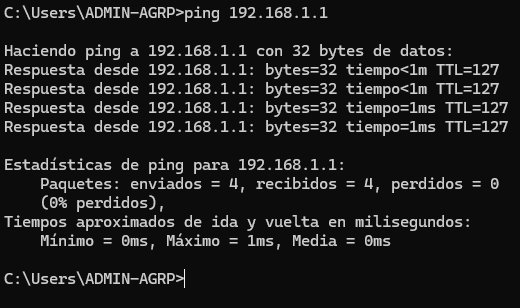 C:\Users\ADMIN-AGRP>ping 192.168.1.1
Haciendo ping a 192.168.1.1 con 32 bytes de datos:
Respuesta desde 192.168.1.1: bytes=32 tiempo<1m TTL=127
Respuesta desde 192.168.1.1: bytes=32 tiempo<1m TTL=127
Respuesta desde 192.168.1.1: bytes=32 tiempo=1ms TTL=127
Respuesta desde 192.168.1.1: bytes=32 tiempo=1ms TTL=127
Estadísticas de ping para 192.168.1.1:
    Paquetes: enviados = 4, recibidos = 4, perdidos = 0
    (0% perdidos),
Tiempos aproximados de ida y vuelta en milisegundos:
    Mínimo = 0ms, Máximo = 1ms, Media = 0ms
C:\Users\ADMIN-AGRP>